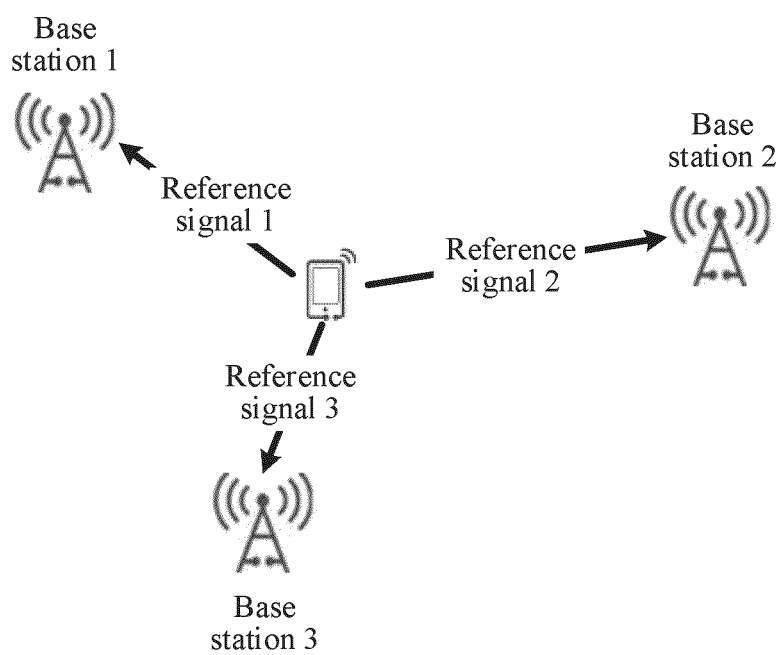 Base
station 1
Base
station 2
Reference
signal 1
Reference
signal 2
Reference
signal 3
Base
station 3